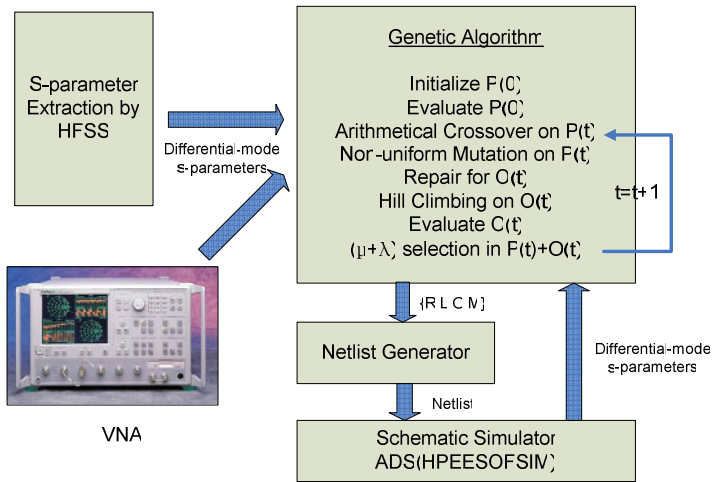 S-parameter
Extraction by
HFSS
Differential-mode
s-parameters
VNA
Genetic Algorithm
Initialize P(0)
Evaluate P(0)
Arithmetical Crossover on P(t)
Non-uniform Mutation on P(t)
Repair for O(t)
Hill Climbing on O(t)
Evaluate O(t)
(μ+λ) selection in P(t)+O(t)
t=t+1
{R L C M}
Netlist Generator
Netlist
Schematic Simulator
ADS(HPEESOFSIM)
Differential-mode
s-parameters